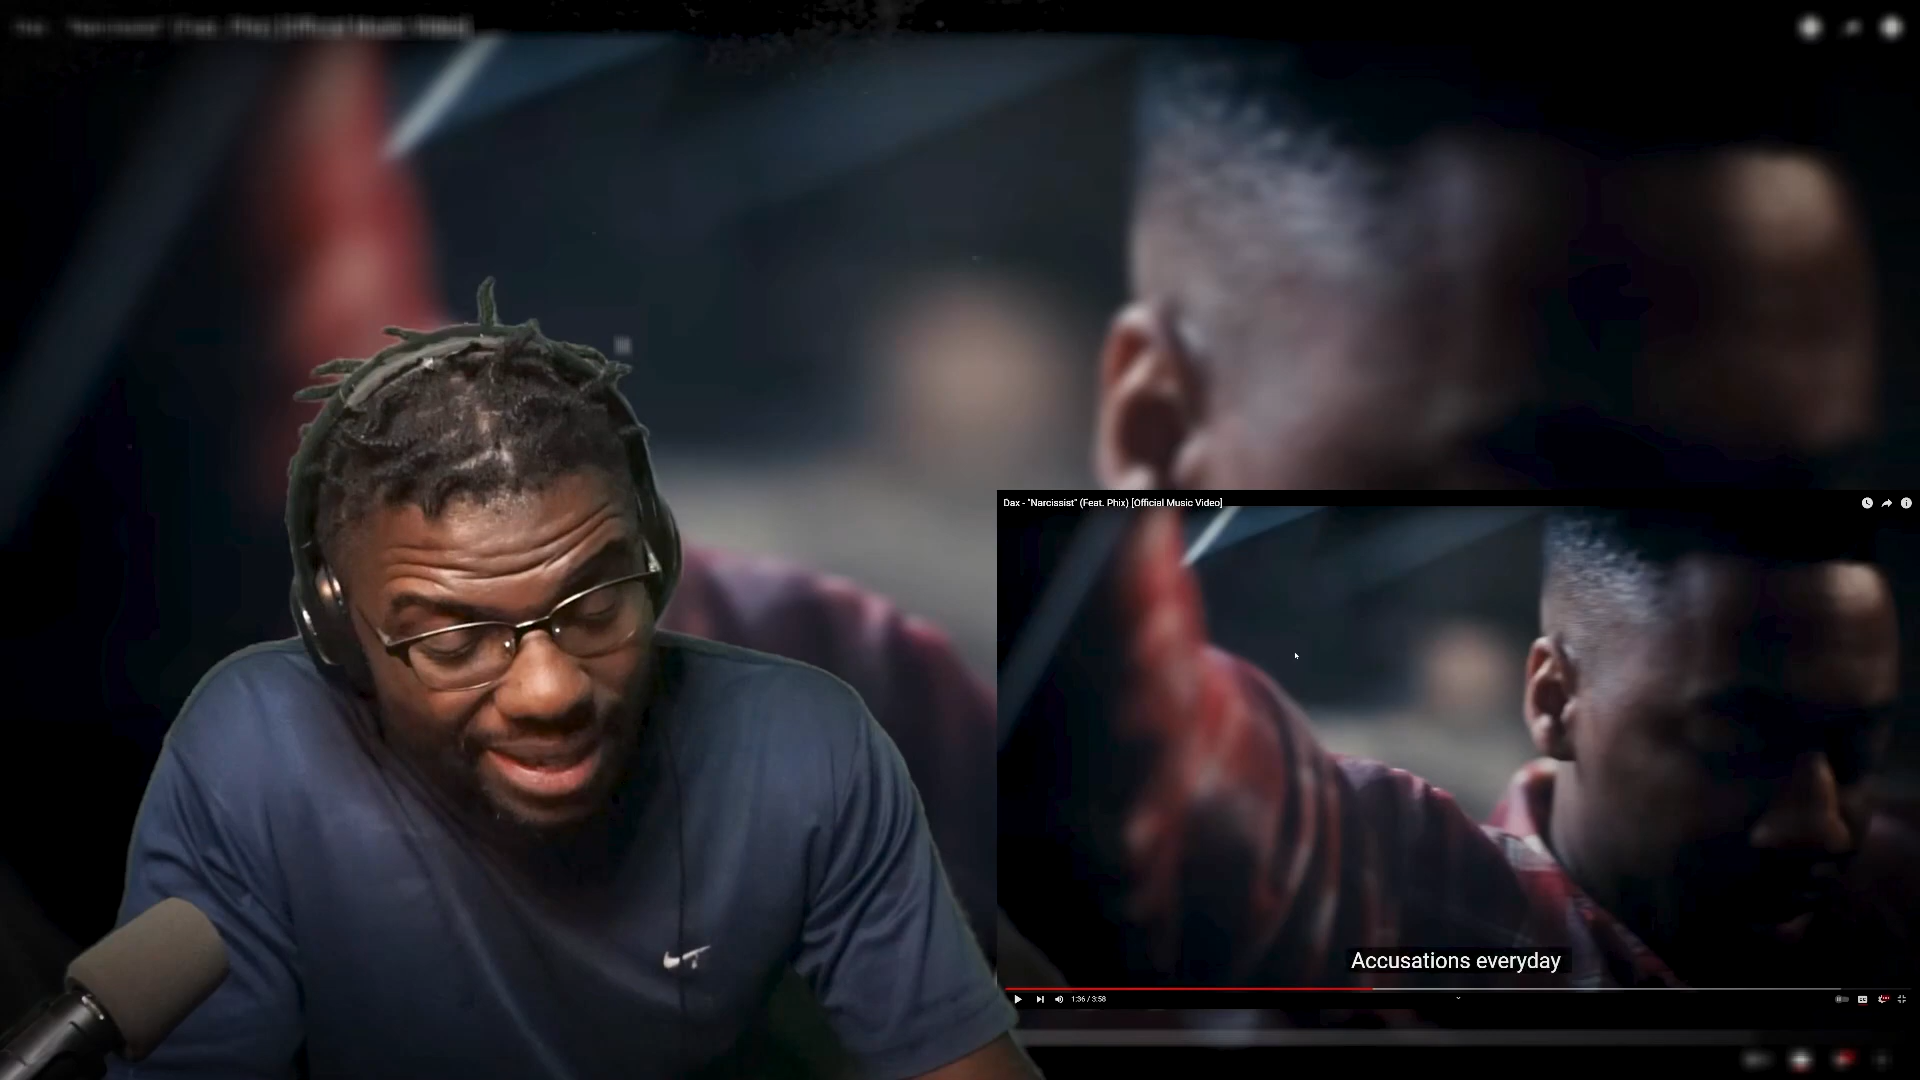 Dax - "Narcissist" (Feat. Phix) [Official Music Video]
Accusations everyday
1:36 / 3:58